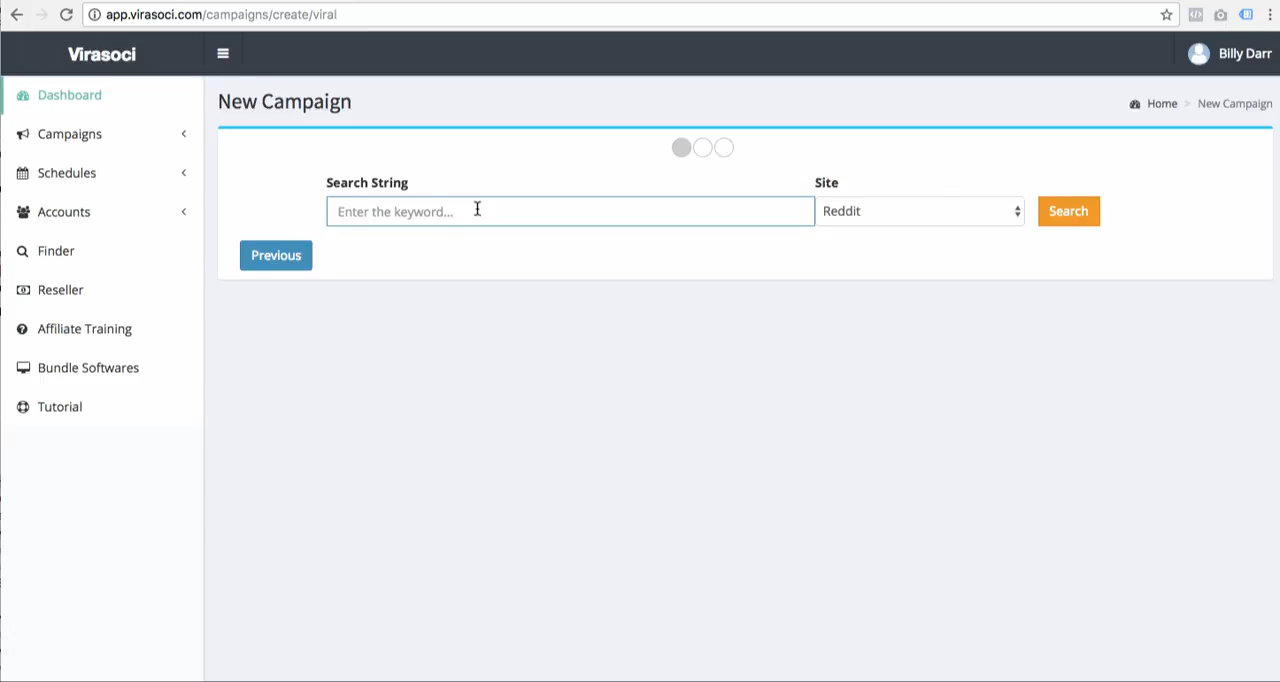 app.virasoci.com/campaigns/create/viral
Virasoci
Billy Darr
Dashboard
Campaigns
Schedules
Accounts
Finder
Reseller
Affiliate Training
Bundle Softwares
Tutorial
New Campaign
Home > New Campaign
Search String
Site
Enter the keyword...
Reddit
Search
Previous